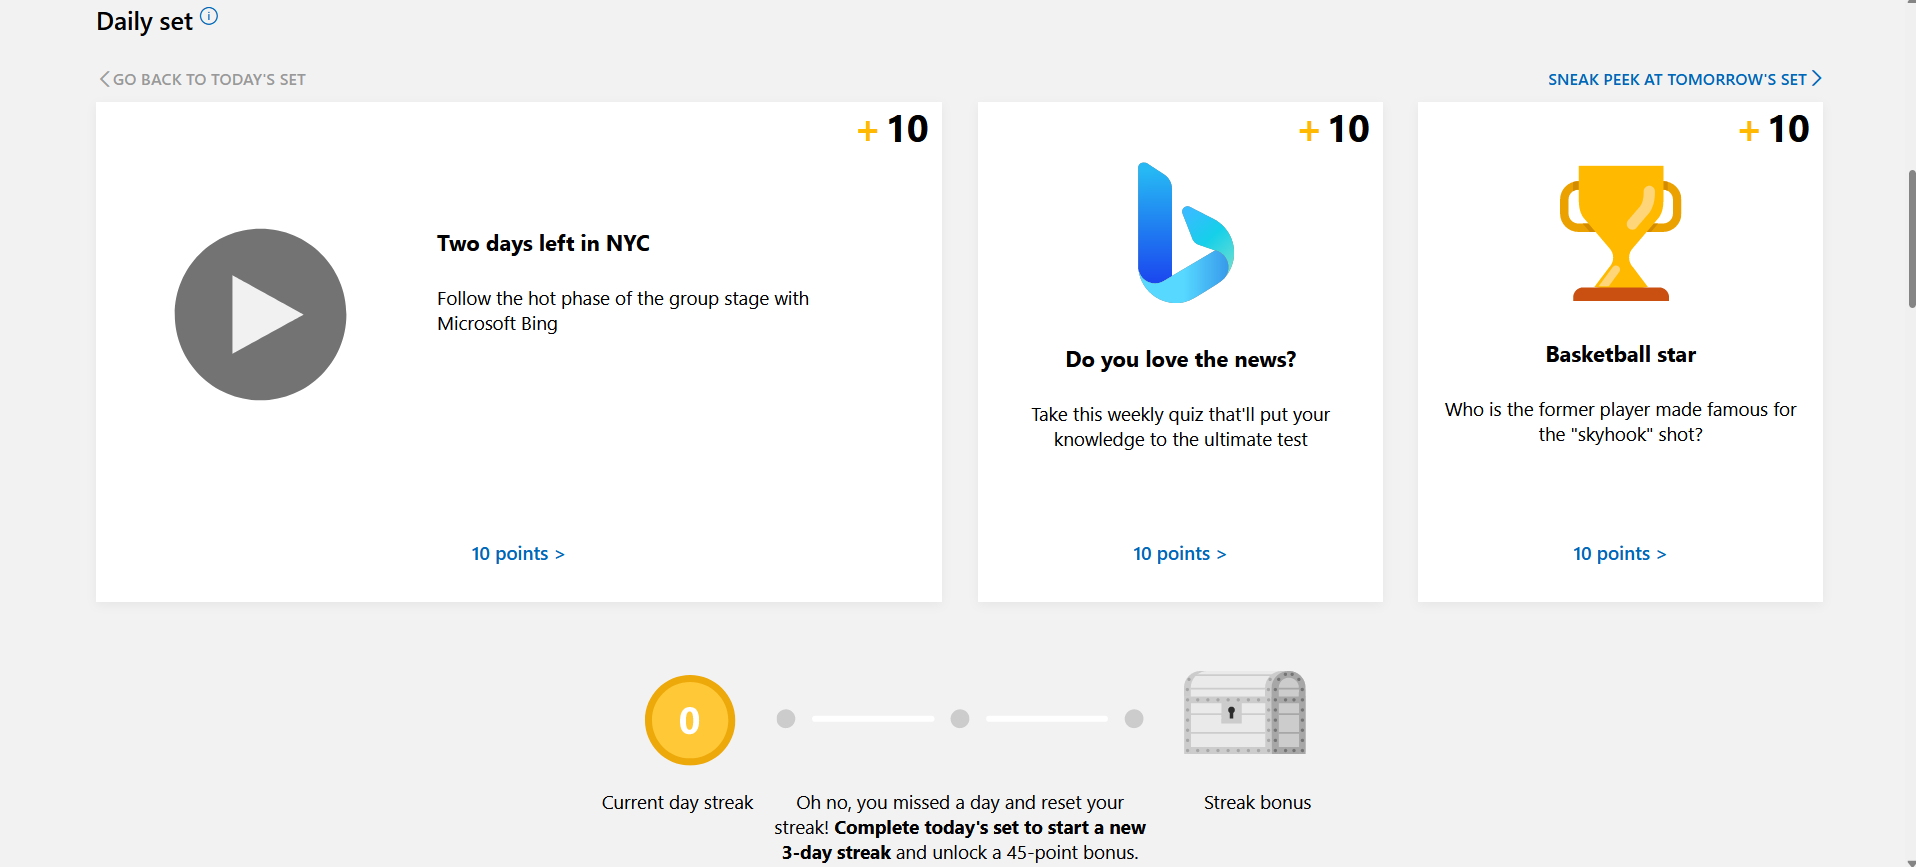 Daily set
GO BACK TO TODAY'S SET
SNEAK PEEK AT TOMORROW'S SET
+ 10
Two days left in NYC
Follow the hot phase of the group stage with
Microsoft Bing
10 points >
+ 10
Do you love the news?
Take this weekly quiz that'll put your
knowledge to the ultimate test
10 points >
+ 10
Basketball star
Who is the former player made famous for
the "skyhook" shot?
10 points >
0
Current day streak
Oh no, you missed a day and reset your
streak! Complete today's set to start a new
3-day streak and unlock a 45-point bonus.
Streak bonus